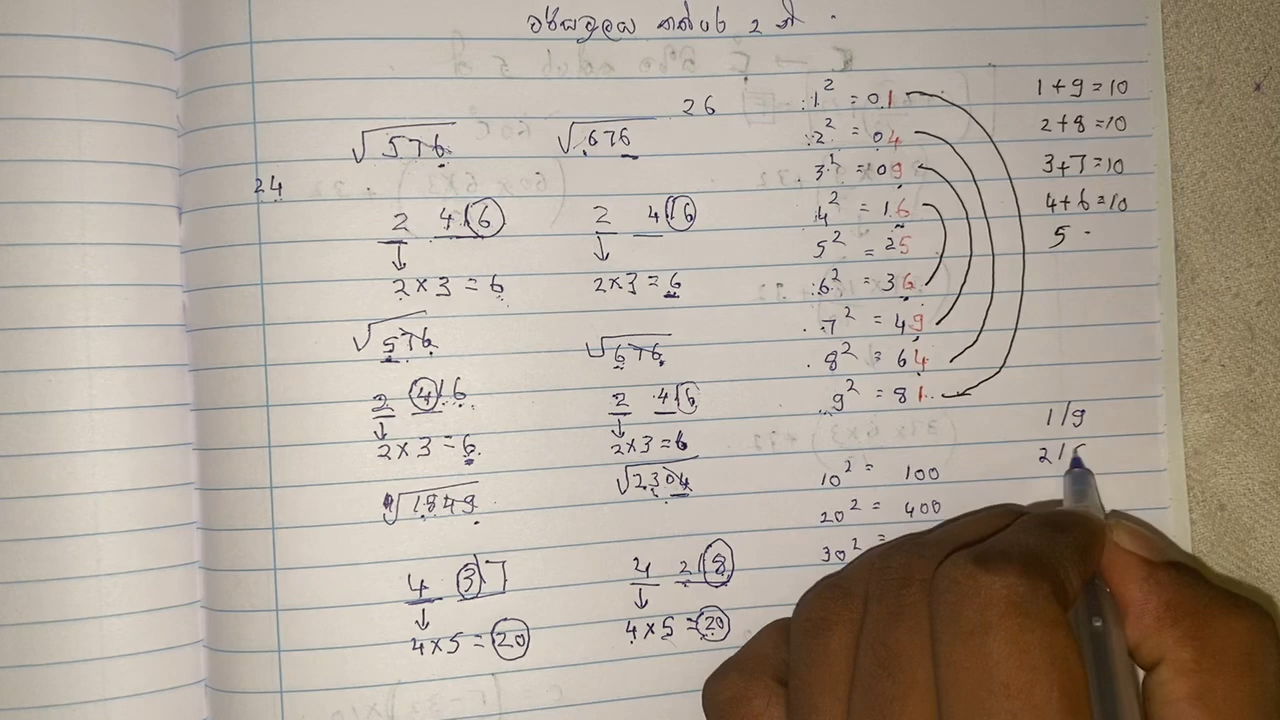 වර්ගමූලය තත්පර 2 න්.
√576
√676
26
24
2 4/6
2×3=6
2 4/6
2×3=6
√576
2 4/6
2×3=6
√676
2 4/6
2×3=6
√1849
4 3/7
4×5=20
√2304
4 2/8
4×5=20
1² = 01
2² = 04
3² = 09
4² = 16
5² = 25
6² = 36
7² = 49
8² = 64
9² = 81
10² = 100
20² = 400
30² =
1+9=10
2+8=10
3+7=10
4+6=10
5
1/9
2/